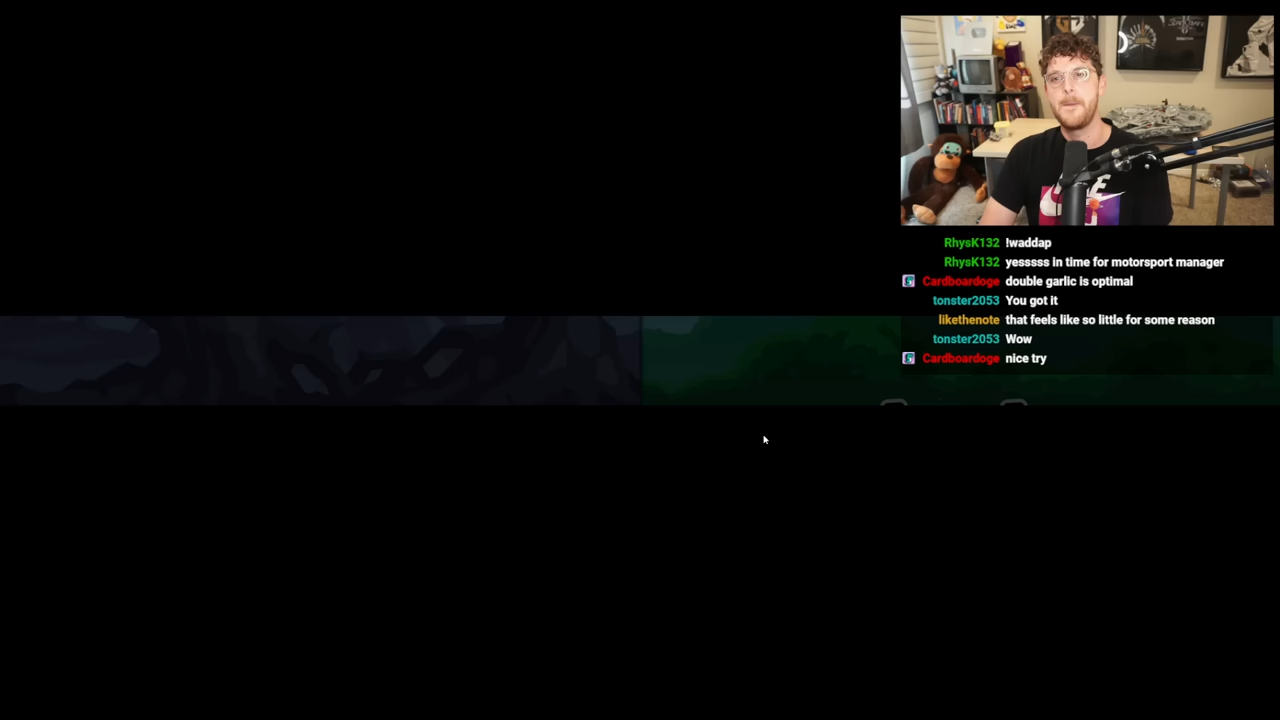 RhysK132 !waddap
RhysK132 yesssss in time for motorsport manager
Cardboardoge double garlic is optimal
tonster2053 You got it
likethenote that feels like so little for some reason
tonster2053 Wow
Cardboardoge nice try